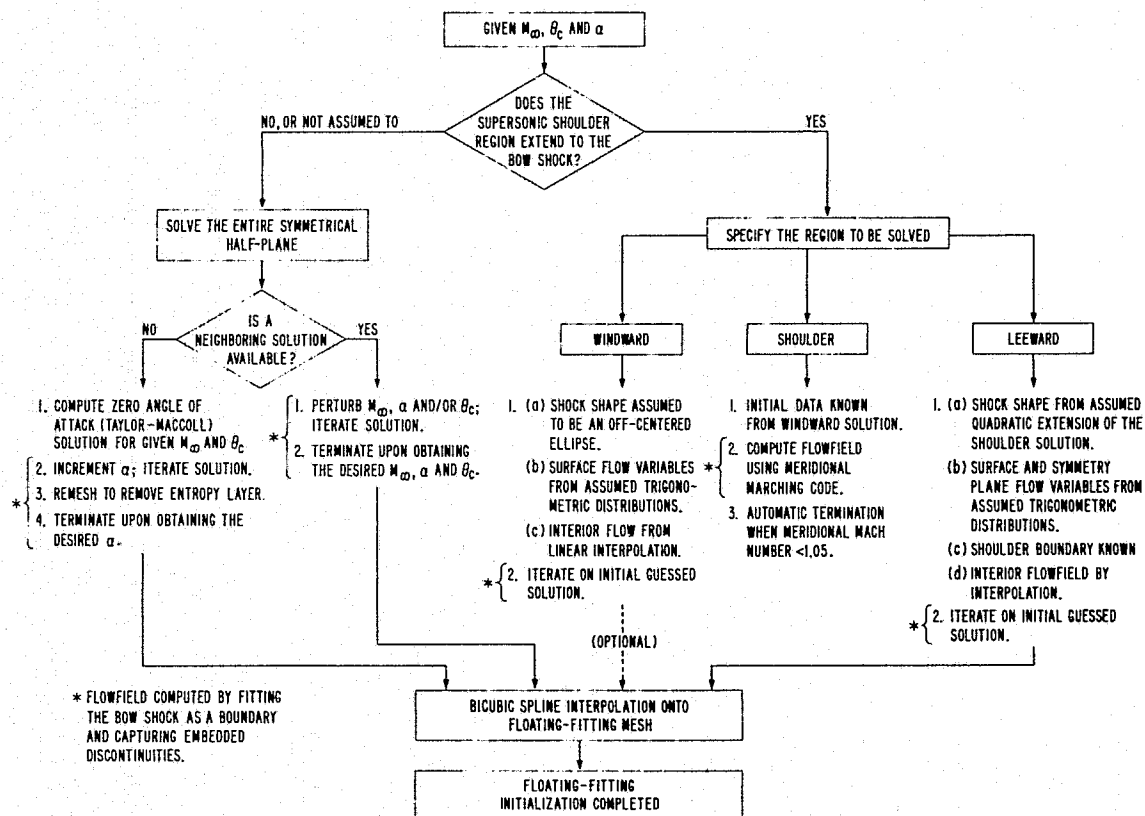 GIVEN M∞, θc AND α
DOES THE
SUPERSONIC SHOULDER
REGION EXTEND TO THE
BOW SHOCK?
NO, OR NOT ASSUMED TO
YES
SOLVE THE ENTIRE SYMMETRICAL
HALF-PLANE
SPECIFY THE REGION TO BE SOLVED
IS A
NEIGHBORING SOLUTION
AVAILABLE?
NO
YES
WINDWARD
SHOULDER
LEEWARD
1. COMPUTE ZERO ANGLE OF
ATTACK (TAYLOR-MACCOLL)
SOLUTION FOR GIVEN M∞ AND θc
* 2. INCREMENT α; ITERATE SOLUTION.
3. REMESH TO REMOVE ENTROPY LAYER.
4. TERMINATE UPON OBTAINING THE
DESIRED α.
* 1. PERTURB M∞, α AND/OR θc;
ITERATE SOLUTION.
2. TERMINATE UPON OBTAINING
THE DESIRED M∞, α AND θc.
1. (a) SHOCK SHAPE ASSUMED
TO BE AN OFF-CENTERED
ELLIPSE.
(b) SURFACE FLOW VARIABLES
FROM ASSUMED TRIGONO-
METRIC DISTRIBUTIONS.
(c) INTERIOR FLOW FROM
LINEAR INTERPOLATION.
* 2. ITERATE ON INITIAL GUESSED
SOLUTION.
1. INITIAL DATA KNOWN
FROM WINDWARD SOLUTION.
* 2. COMPUTE FLOWFIELD
USING MERIDIONAL
MARCHING CODE.
3. AUTOMATIC TERMINATION
WHEN MERIDIONAL MACH
NUMBER <1.05.
1. (a) SHOCK SHAPE FROM ASSUMED
QUADRATIC EXTENSION OF THE
SHOULDER SOLUTION.
(b) SURFACE AND SYMMETRY
PLANE FLOW VARIABLES FROM
ASSUMED TRIGONOMETRIC
DISTRIBUTIONS.
(c) SHOULDER BOUNDARY KNOWN
(d) INTERIOR FLOWFIELD BY
INTERPOLATION.
* 2. ITERATE ON INITIAL GUESSED
SOLUTION.
(OPTIONAL)
* FLOWFIELD COMPUTED BY FITTING
THE BOW SHOCK AS A BOUNDARY
AND CAPTURING EMBEDDED
DISCONTINUITIES.
BICUBIC SPLINE INTERPOLATION ONTO
FLOATING-FITTING MESH
FLOATING-FITTING
INITIALIZATION COMPLETED